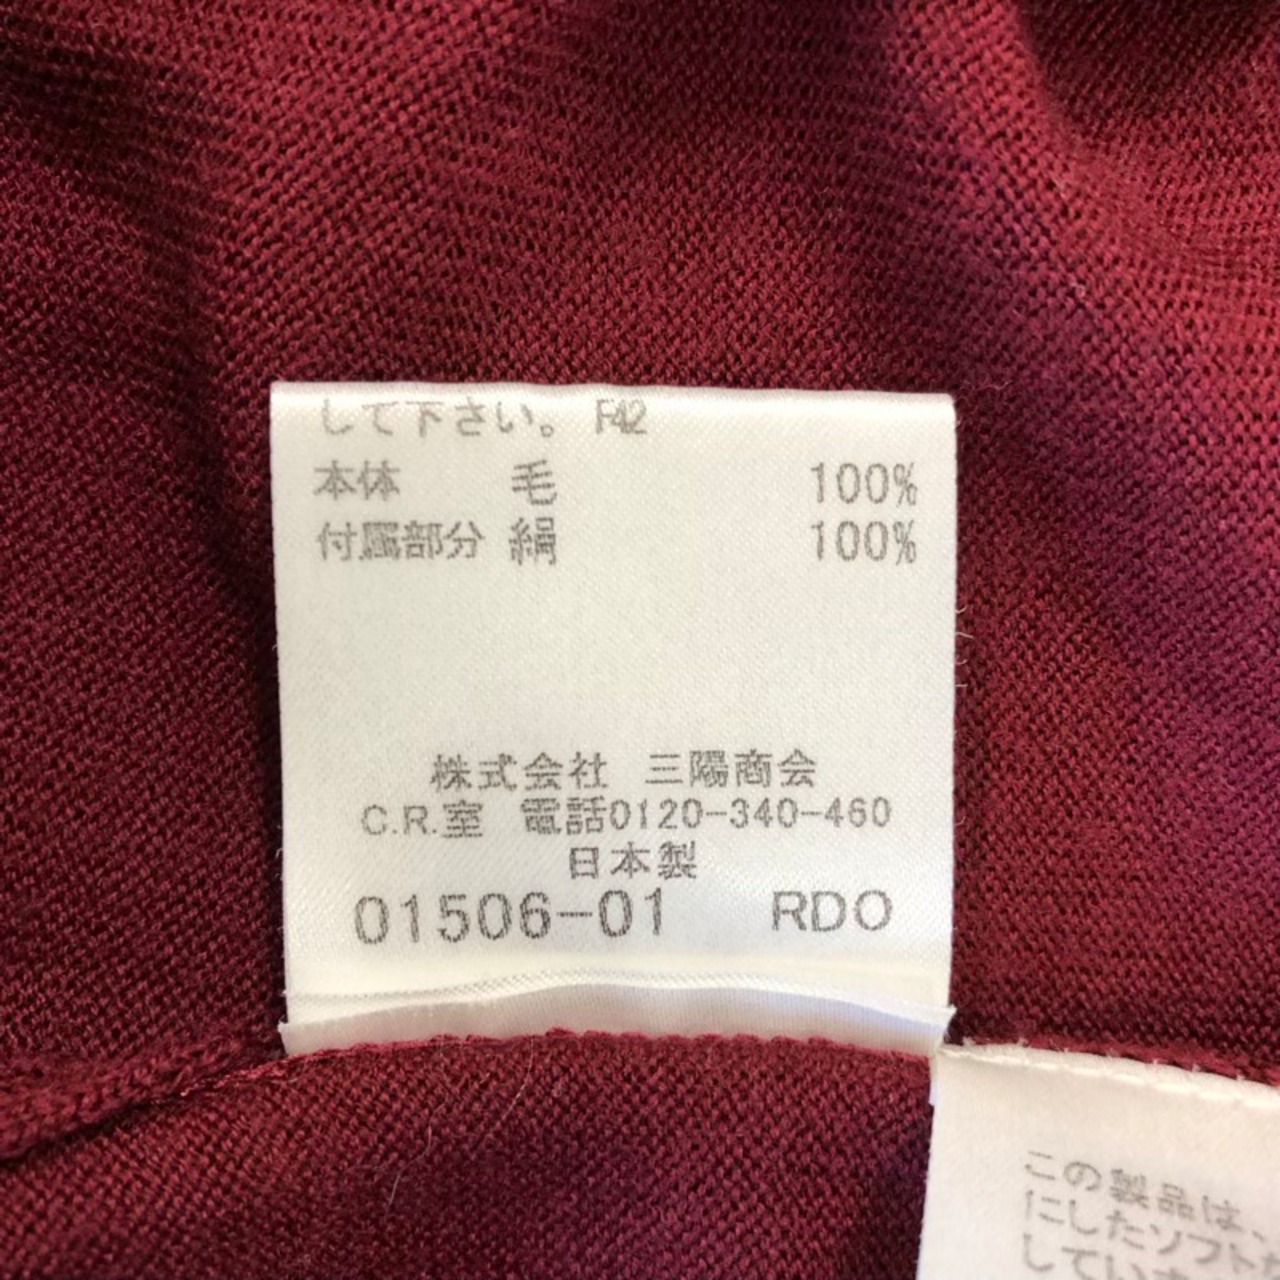 して下さい。 F42
本体 毛 100%
付属部分 絹 100%
株式会社 三陽商会
C.R.室 電話0120-340-460
日本製
01506-01 RDO
この製品は、
にしたソフトな
してい